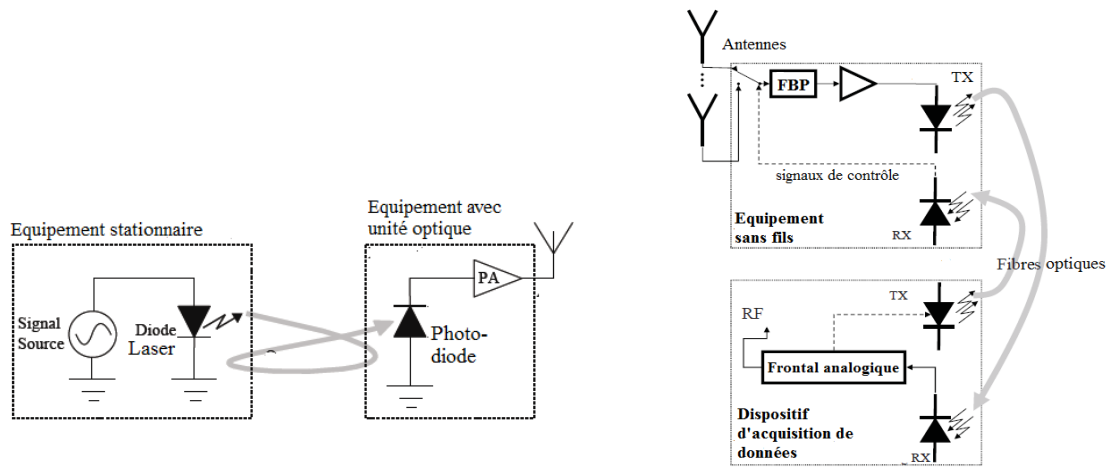 Equipement stationnaire
Signal
Source
Diode
Laser
Equipement avec
unité optique
PA
Photo-
diode
Antennes
FBP
TX
signaux de contrôle
Equipement
sans fils
RX
Fibres optiques
TX
RF
Frontal analogique
Dispositif
d'acquisition de
données
RX